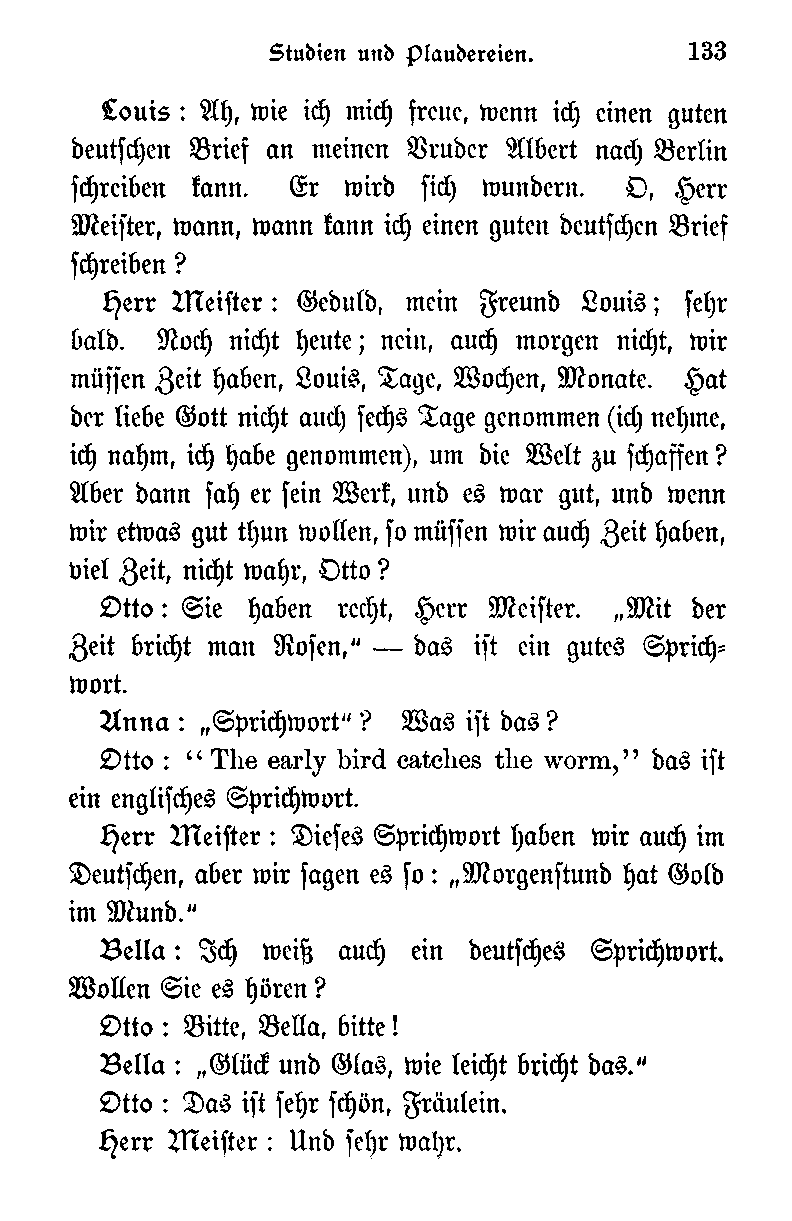 Studien und Plaudereien. 133
Louis : Ah, wie ich mich freue, wenn ich einen guten
deutschen Brief an meinen Bruder Albert nach Berlin
schreiben kann. Er wird sich wundern. O, Herr
Meister, wann, wann kann ich einen guten deutschen Brief
schreiben ?
Herr Meister : Geduld, mein Freund Louis ; sehr
bald. Noch nicht heute ; nein, auch morgen nicht, wir
müssen Zeit haben, Louis, Tage, Wochen, Monate. Hat
der liebe Gott nicht auch sechs Tage genommen (ich nehme,
ich nahm, ich habe genommen), um die Welt zu schaffen ?
Aber dann sah er sein Werk, und es war gut, und wenn
wir etwas gut thun wollen, so müssen wir auch Zeit haben,
viel Zeit, nicht wahr, Otto ?
Otto : Sie haben recht, Herr Meister. „Mit der
Zeit bricht man Rosen,“ — das ist ein gutes Sprich-
wort.
Anna : „Sprichwort“ ? Was ist das ?
Otto : “ The early bird catches the worm,” das ist
ein englisches Sprichwort.
Herr Meister : Dieses Sprichwort haben wir auch im
Deutschen, aber wir sagen es so : „Morgenstund hat Gold
im Mund.“
Bella : Ich weiß auch ein deutsches Sprichwort.
Wollen Sie es hören ?
Otto : Bitte, Bella, bitte !
Bella : „Glück und Glas, wie leicht bricht das.“
Otto : Das ist sehr schön, Fräulein.
Herr Meister : Und sehr wahr.